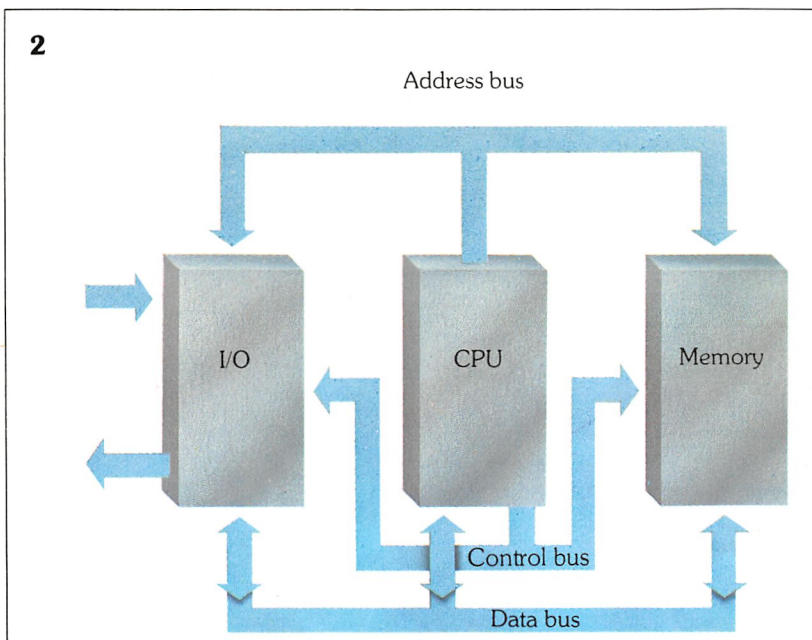 2
Address bus
I/O
CPU
Memory
Control bus
Data bus